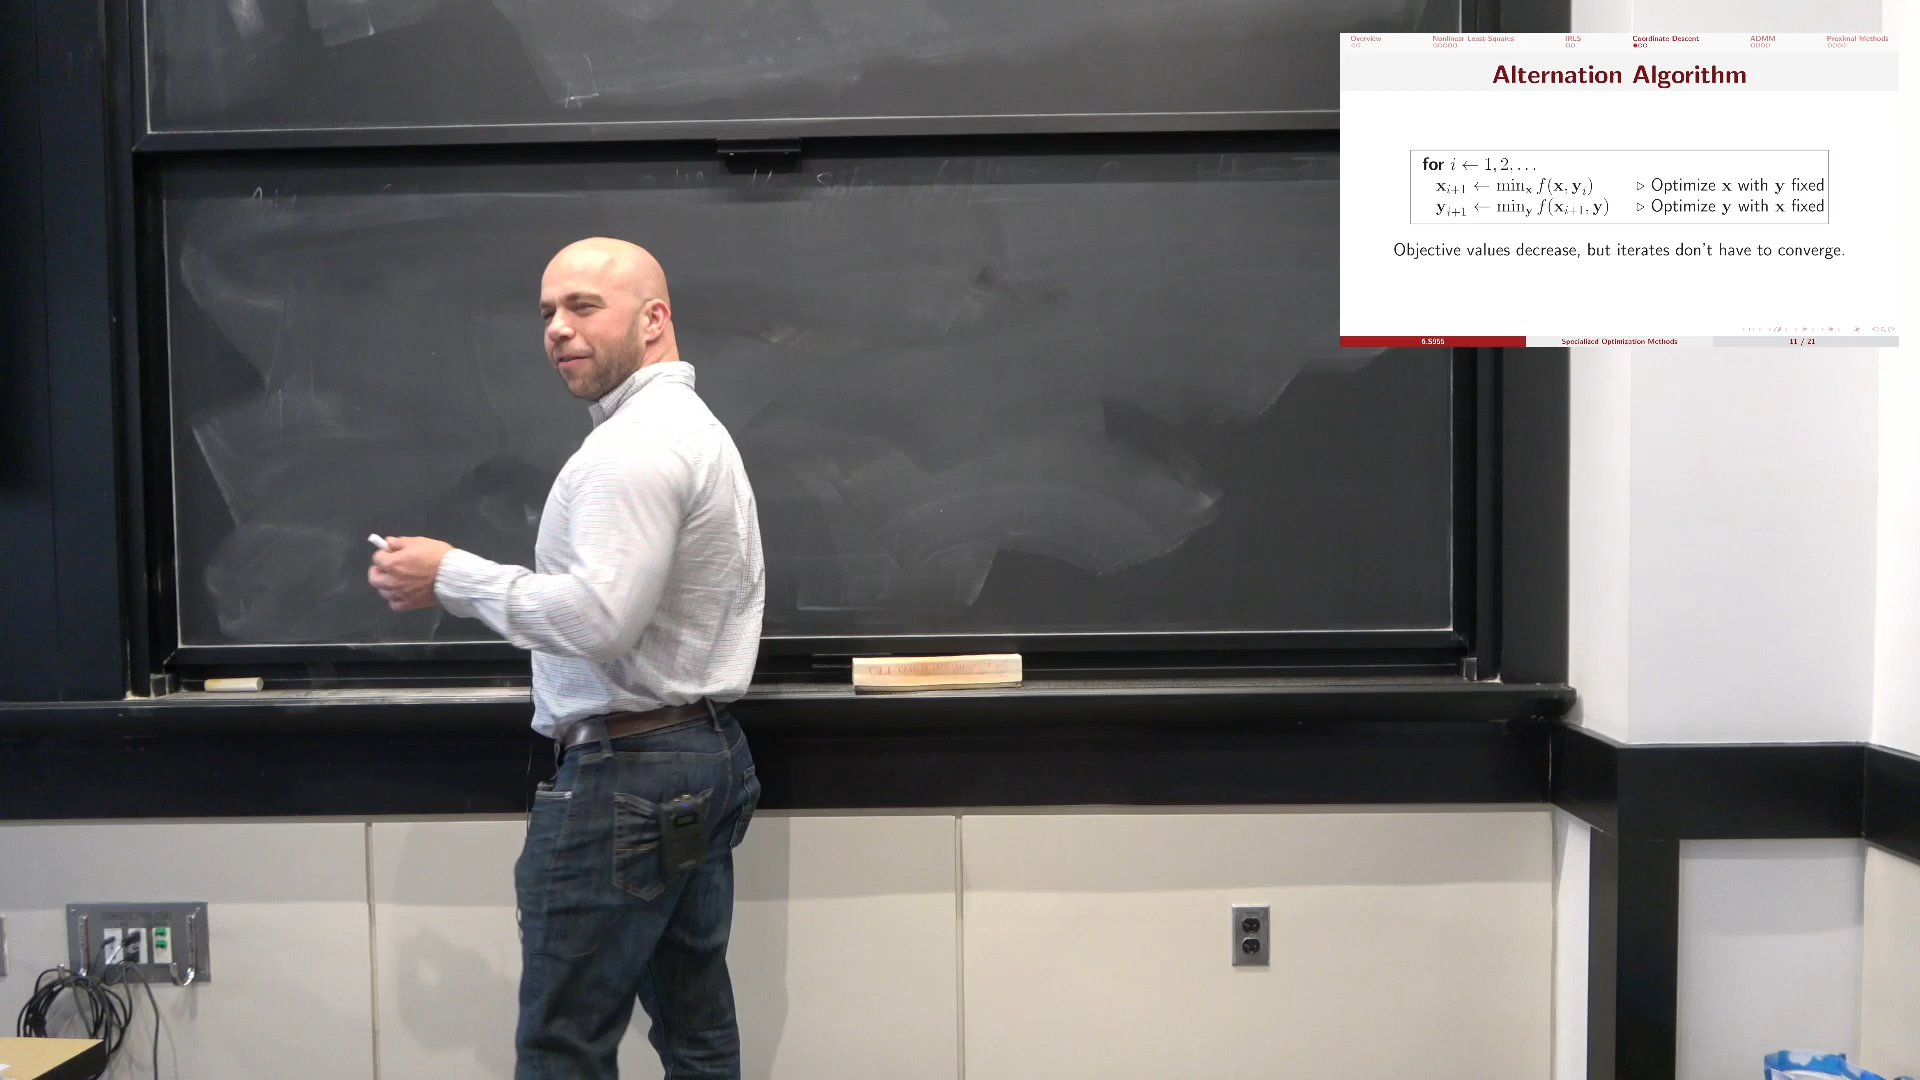 Overview Nonlinear Least-Squares IRLS Coordinate Descent ADMM Proximal Methods
Alternation Algorithm
for i ← 1, 2, . . .
x_{i+1} ← min_x f(x, y_i) ▷ Optimize x with y fixed
y_{i+1} ← min_y f(x_{i+1}, y) ▷ Optimize y with x fixed
Objective values decrease, but iterates don't have to converge.
6.S955 Specialized Optimization Methods 11 / 21